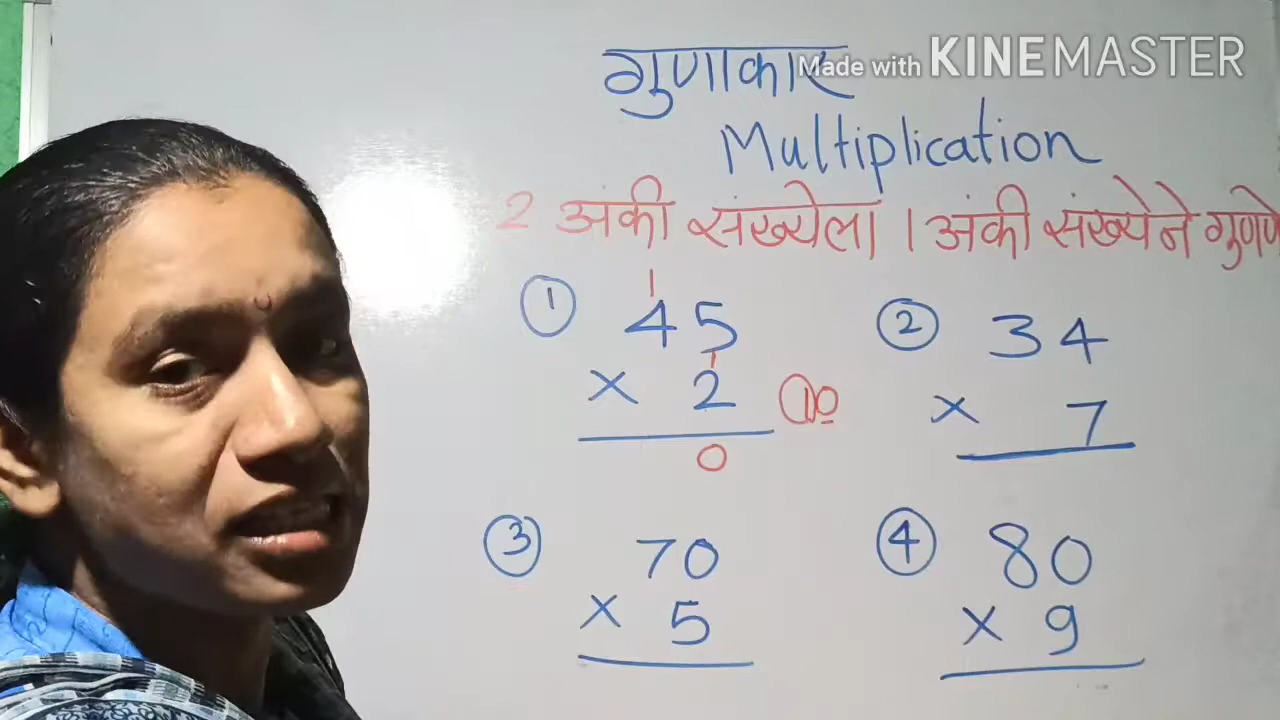 गुणाकार
Made with KINEMASTER
Multiplication
2 अंकी संख्येला 1 अंकी संख्येने गुणणे
1
① 45
× 2
10
0
② 34
× 7
③ 70
× 5
④ 80
× 9